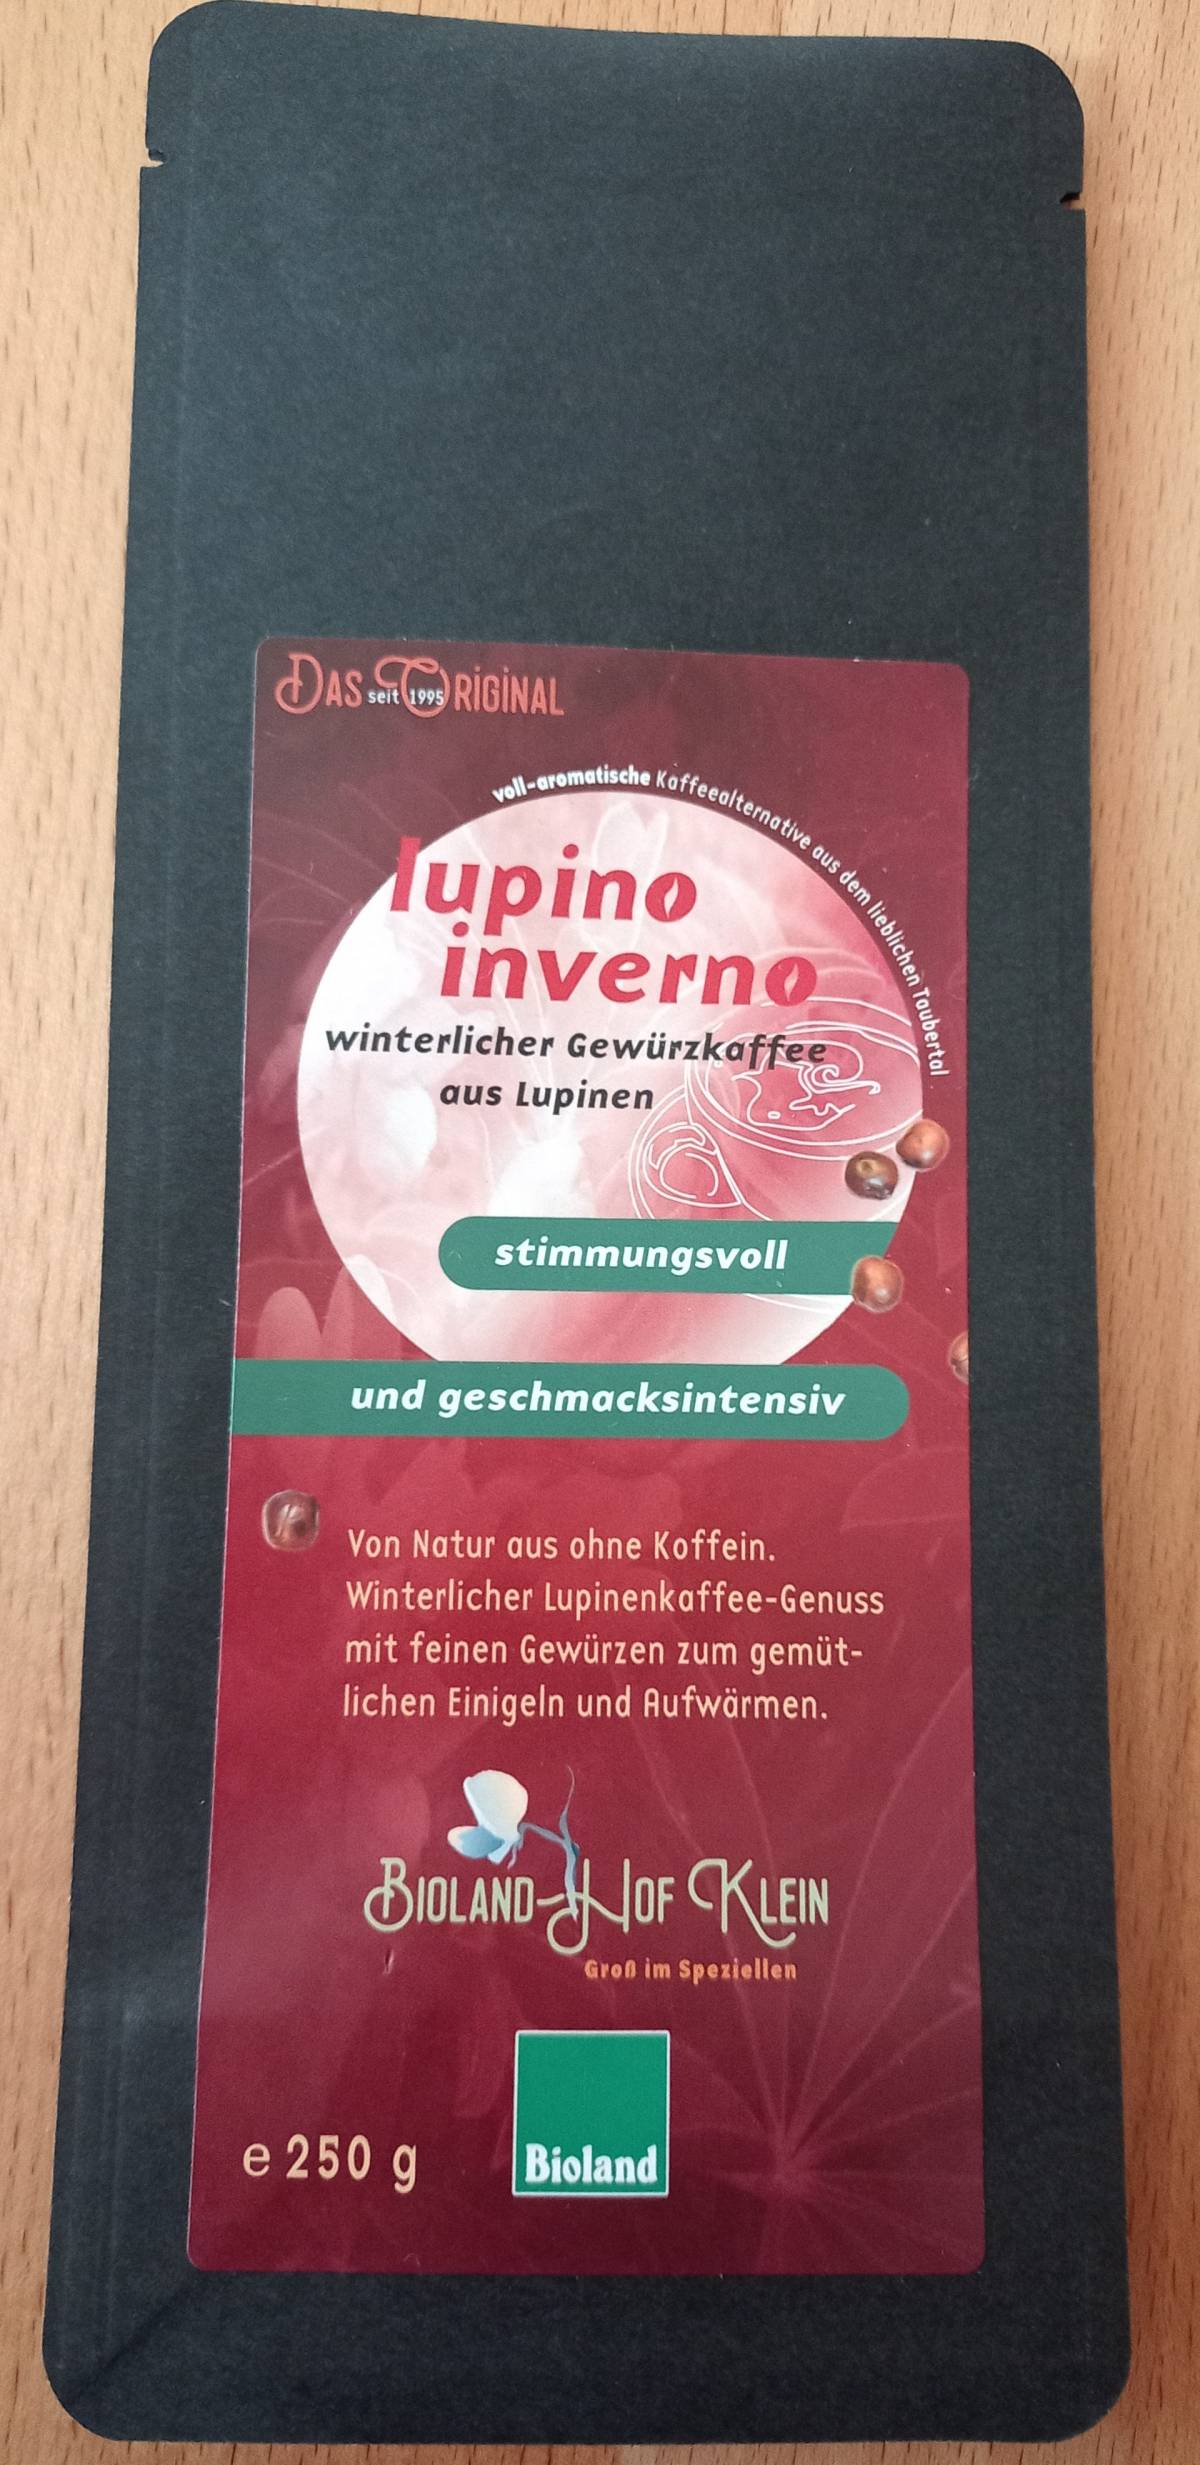 Das Original
seit 1995
voll-aromatische Kaffeealternative aus dem lieblichen Taubertal
lupino
inverno
winterlicher Gewürzkaffee
aus Lupinen
stimmungsvoll
und geschmacksintensiv
Von Natur aus ohne Koffein.
Winterlicher Lupinenkaffee-Genuss
mit feinen Gewürzen zum gemüt-
lichen Einigeln und Aufwärmen.
Bioland-Hof Klein
Groß im Speziellen
e 250 g
Bioland